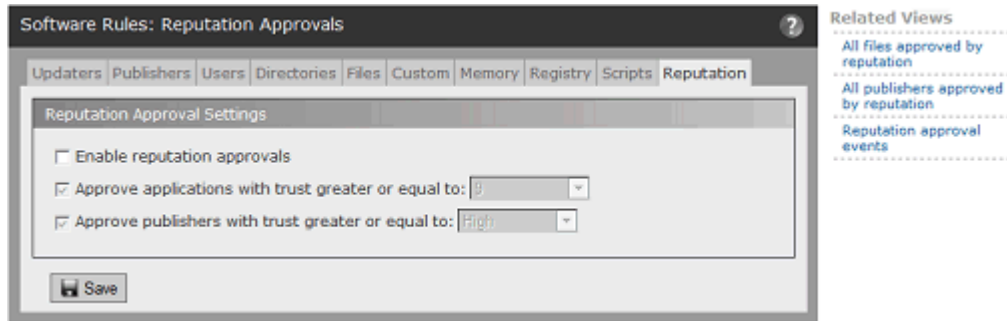 Software Rules: Reputation Approvals
?
Updaters Publishers Users Directories Files Custom Memory Registry Scripts Reputation
Reputation Approval Settings
Enable reputation approvals
Approve applications with trust greater or equal to:
Approve publishers with trust greater or equal to: High
Save
Related Views
All files approved by
reputation
All publishers approved
by reputation
Reputation approval
events